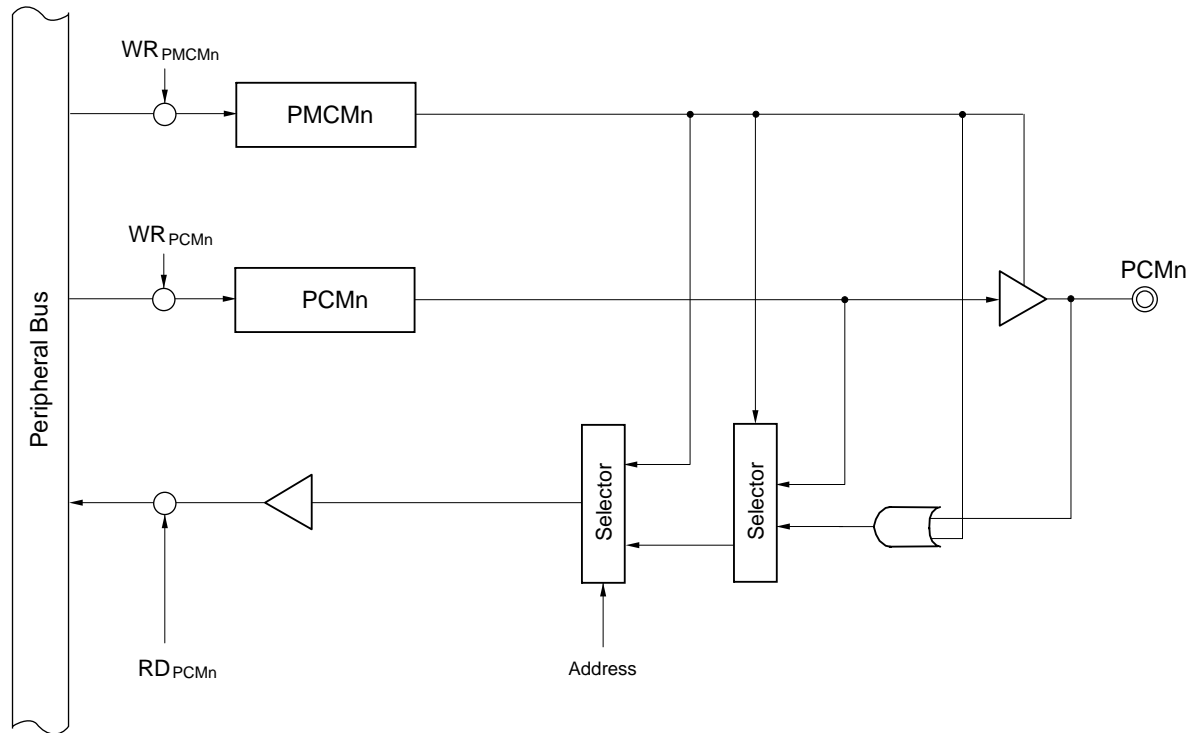 WRPMCMn
PMCMn
WRPCMn
PCMn
PCMn
Peripheral Bus
Selector
Selector
RDPCMn
Address